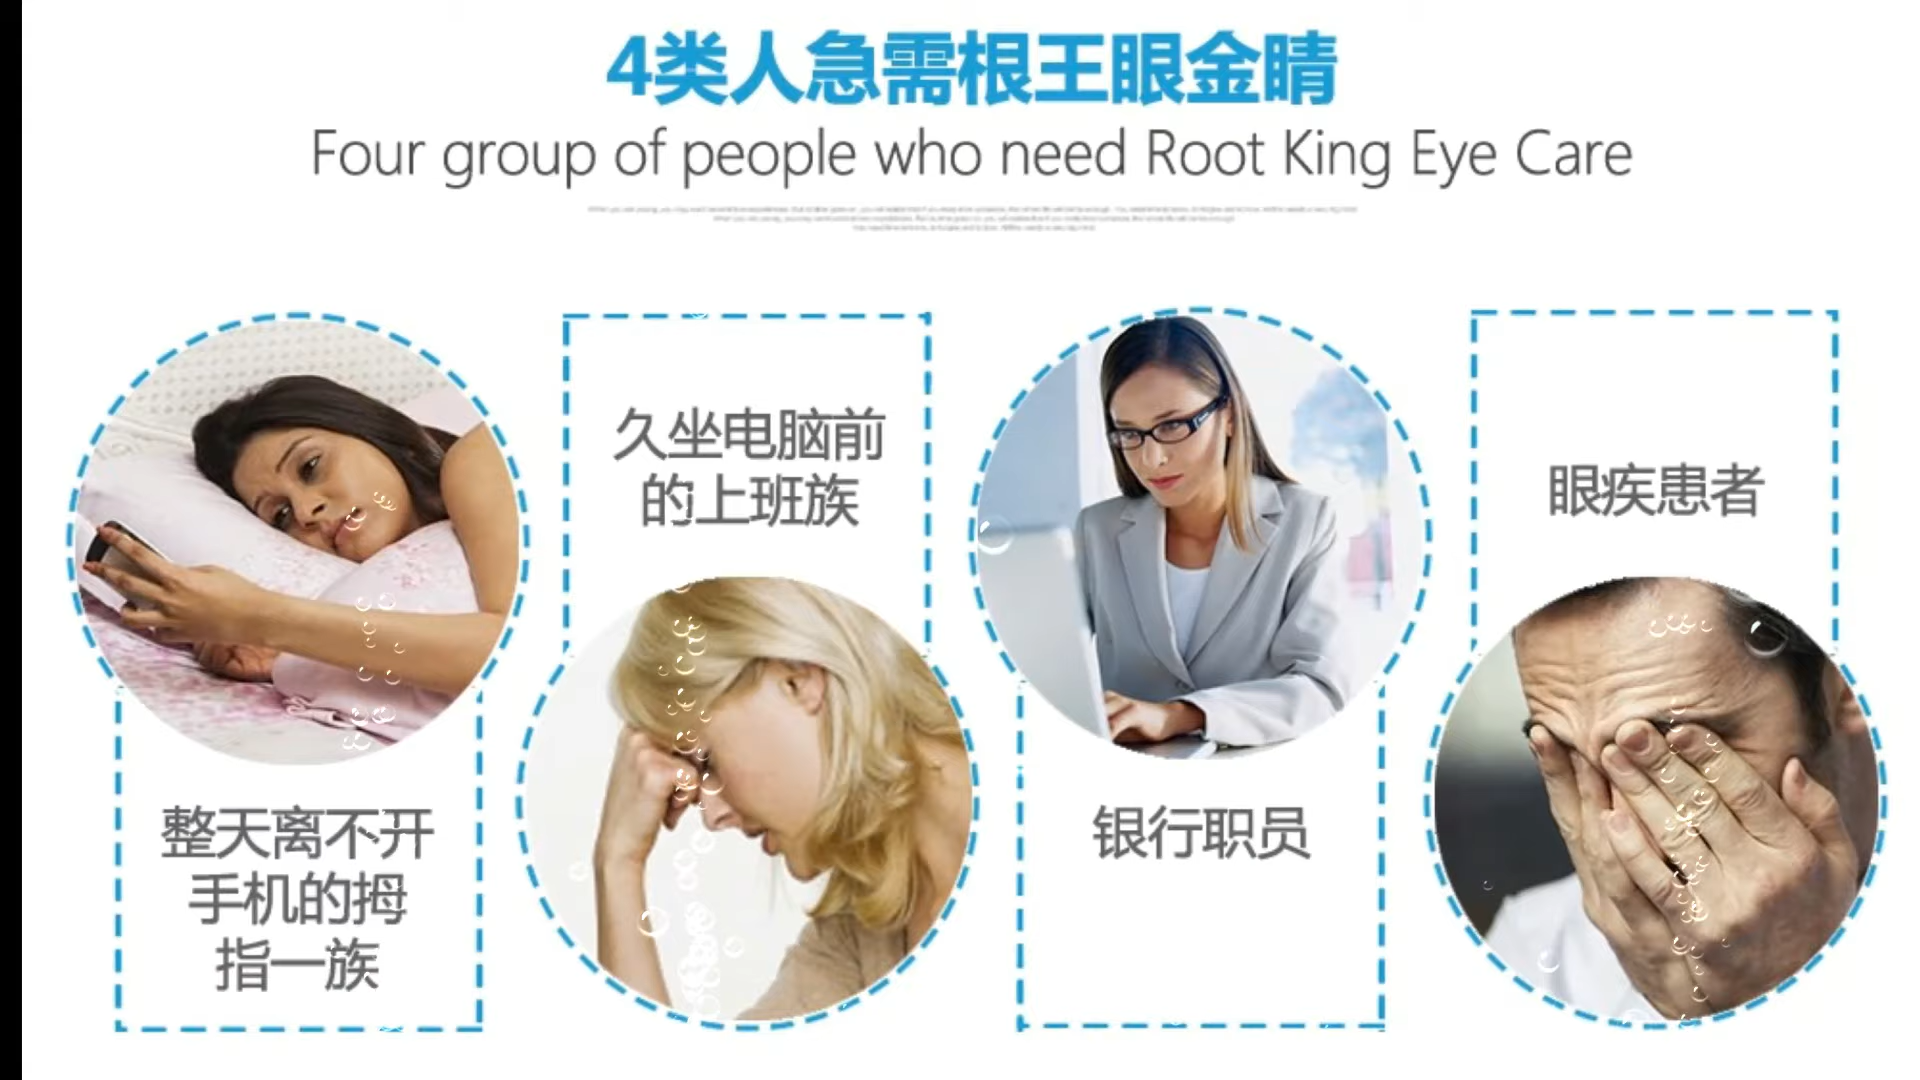 4类人急需根王眼金睛
Four group of people who need Root King Eye Care
整天离不开
手机的拇
指一族
久坐电脑前
的上班族
银行职员
眼疾患者